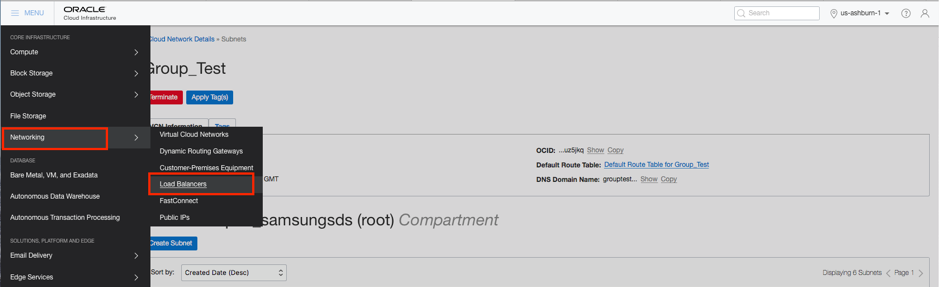 MENU
ORACLE
Cloud Infrastructure
Search
us-ashburn-1
CORE INFRASTRUCTURE
Compute
Block Storage
Object Storage
File Storage
Networking
DATABASE
Bare Metal, VM, and Exadata
Autonomous Data Warehouse
Autonomous Transaction Processing
SOLUTIONS, PLATFORM AND EDGE
Email Delivery
Edge Services
Virtual Cloud Networks
Dynamic Routing Gateways
Customer-Premises Equipment
Load Balancers
FastConnect
Public IPs
Cloud Network Details » Subnets
Group_Test
Terminate
Apply Tag(s)
VCN Information
Tags
OCID: ...uz5jkq Show Copy
Default Route Table: Default Route Table for Group_Test
GMT
DNS Domain Name: grouptest... Show Copy
samsungsds (root) Compartment
Create Subnet
Sort by:
Created Date (Desc)
Displaying 6 Subnets
Page 1